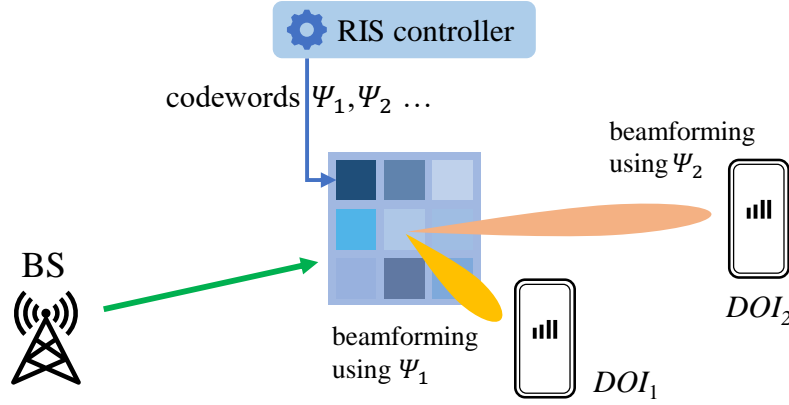 RIS controller
codewords Ψ₁,Ψ₂ …
beamforming
using Ψ₂
BS
beamforming
using Ψ₁
DOI₁
DOI₂